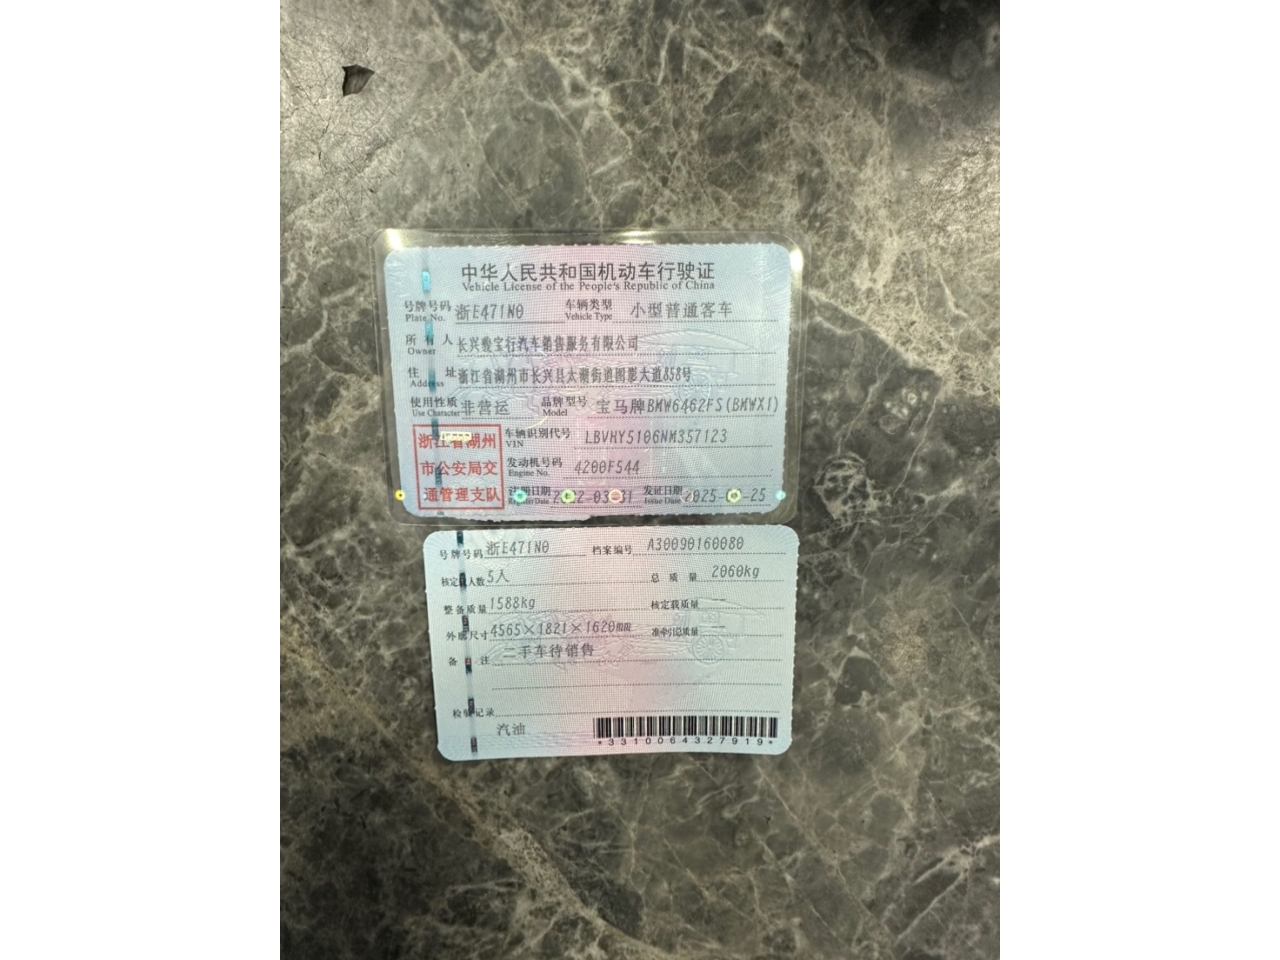 中华人民共和国机动车行驶证
Vehicle License of the People's Republic of China
号牌号码 Plate No. 浙E471N0 车辆类型 Vehicle Type 小型普通客车
所有人 Owner 长兴骏宝行汽车销售服务有限公司
住址 Address 浙江省湖州市长兴县太湖街道图影大道858号
使用性质 Use Character 非营运 品牌型号 Model 宝马牌BMW6462FS(BMWX1)
浙江省湖州
市公安局交
通管理支队
车辆识别代号 VIN LBVHY5106NM357123
发动机号码 Engine No. 4200F544
注册日期 Register Date 发证日期 Issue Date
号牌号码 浙E471N0 档案编号 A30090160080
核定载人数 5人 总质量 2060kg
整备质量 1588kg 核定载质量 --
外廓尺寸 4565×1821×1620 准牵引总质量 --
备注 二手车待销售
检验记录
汽油
*3310064327919*